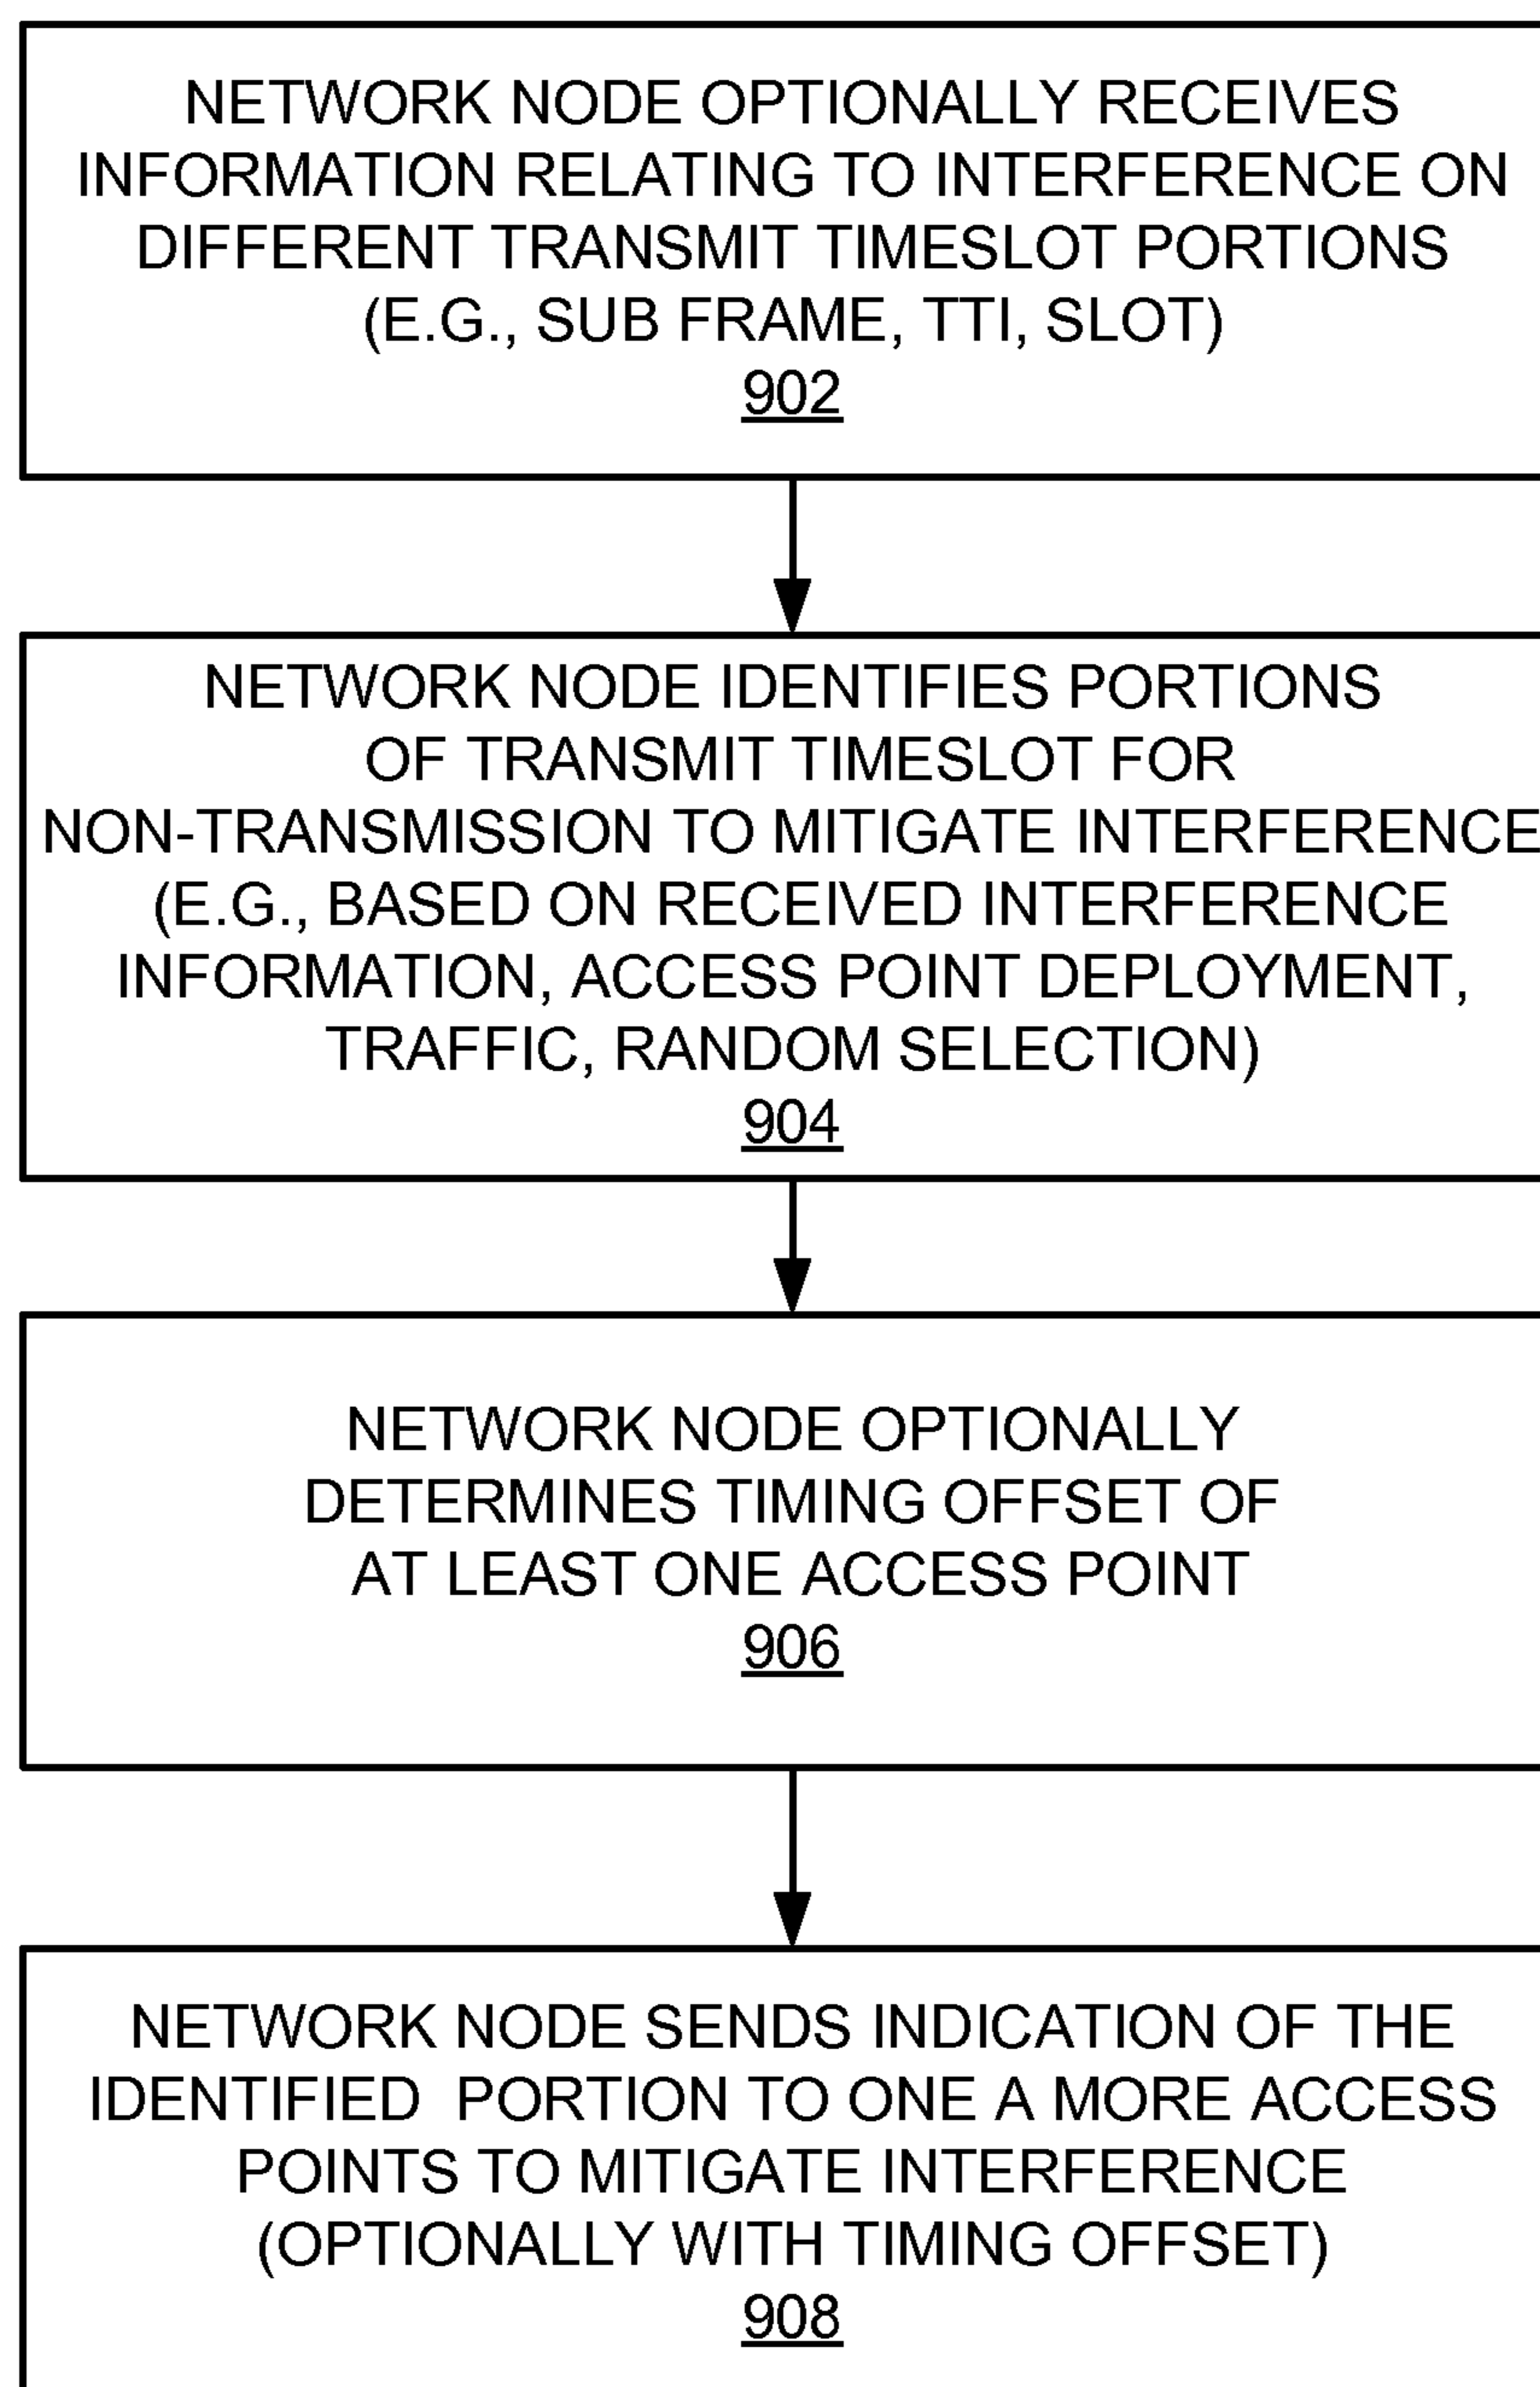 NETWORK NODE OPTIONALLY RECEIVES
INFORMATION RELATING TO INTERFERENCE ON
DIFFERENT TRANSMIT TIMESLOT PORTIONS
(E.G., SUB FRAME, TTI, SLOT)
902
NETWORK NODE IDENTIFIES PORTIONS
OF TRANSMIT TIMESLOT FOR
NON-TRANSMISSION TO MITIGATE INTERFERENCE
(E.G., BASED ON RECEIVED INTERFERENCE
INFORMATION, ACCESS POINT DEPLOYMENT,
TRAFFIC, RANDOM SELECTION)
904
NETWORK NODE OPTIONALLY
DETERMINES TIMING OFFSET OF
AT LEAST ONE ACCESS POINT
906
NETWORK NODE SENDS INDICATION OF THE
IDENTIFIED  PORTION TO ONE A MORE ACCESS
POINTS TO MITIGATE INTERFERENCE
(OPTIONALLY WITH TIMING OFFSET)
908